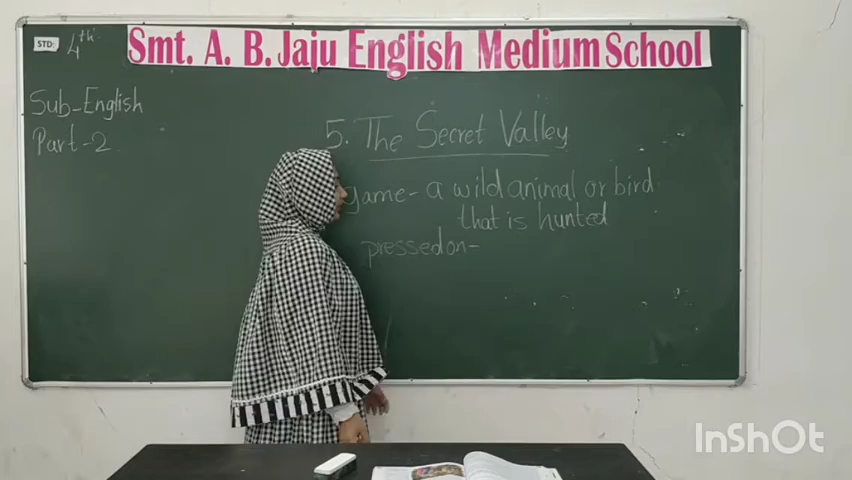 STD:
4th
Smt. A. B. Jaju English Medium School
Sub-English
Part-2
5. The Secret Valley
game - a wild animal or bird
that is hunted
pressed on -
InShot